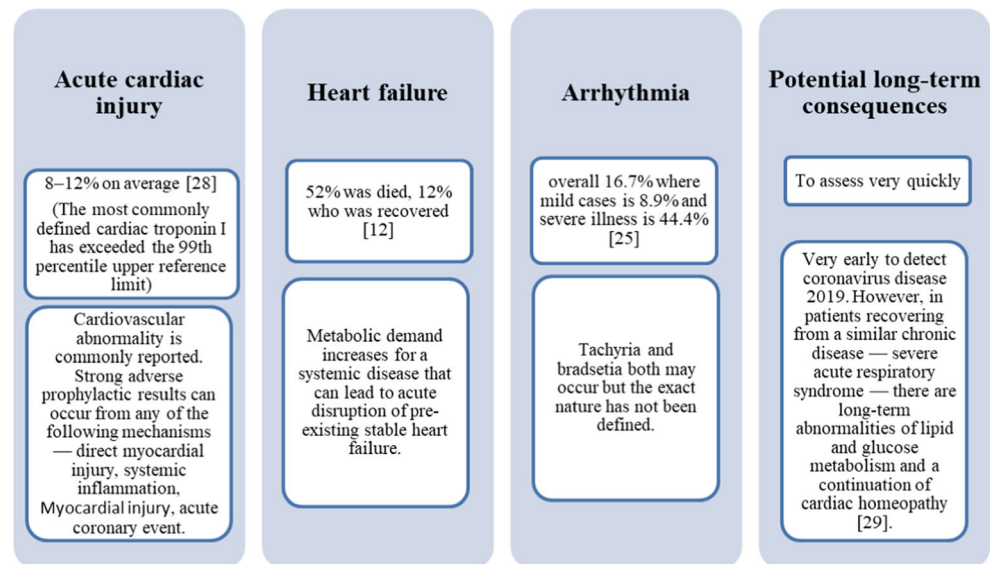 Acute cardiac
injury
8–12% on average [28]
(The most commonly
defined cardiac troponin I
has exceeded the 99th
percentile upper reference
limit)
Cardiovascular
abnormality is
commonly reported.
Strong adverse
prophylactic results can
occur from any of the
following mechanisms
— direct myocardial
injury, systemic
inflammation,
Myocardial injury, acute
coronary event.
Heart failure
52% was died, 12%
who was recovered
[12]
Metabolic demand
increases for a
systemic disease that
can lead to acute
disruption of pre-
existing stable heart
failure.
Arrhythmia
overall 16.7% where
mild cases is 8.9% and
severe illness is 44.4%
[25]
Tachyria and
bradsetia both may
occur but the exact
nature has not been
defined.
Potential long-term
consequences
To assess very quickly
Very early to detect
coronavirus disease
2019. However, in
patients recovering
from a similar chronic
disease — severe
acute respiratory
syndrome — there are
long-term
abnormalities of lipid
and glucose
metabolism and a
continuation of
cardiac homeopathy
[29].